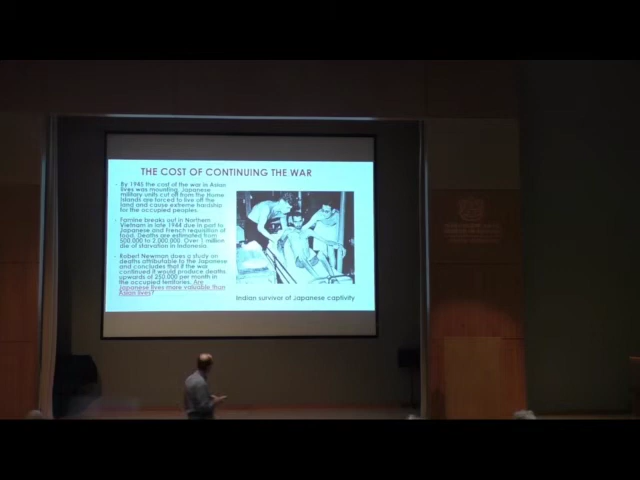 THE COST OF CONTINUING THE WAR
By 1945 the cost of the war in Asian
lives was mounting. Japanese
military units cut off from the Home
Islands are forced to live off the
land and cause extreme hardship
for the occupied peoples.
Famine breaks out in Northern
Vietnam in late 1944 due in part to
Japanese and French requisition of
food. Deaths are estimated from
500,000 to 2,000,000. Over 1 million
die of starvation in Indonesia
Robert Newman does a study on
deaths attributable to the Japanese
and concludes that if the war
continued it would produce deaths
upwards of 250,000 per month in
the occupied territories. Are
Japanese lives more valuable than
Asian lives?
Indian survivor of Japanese captivity